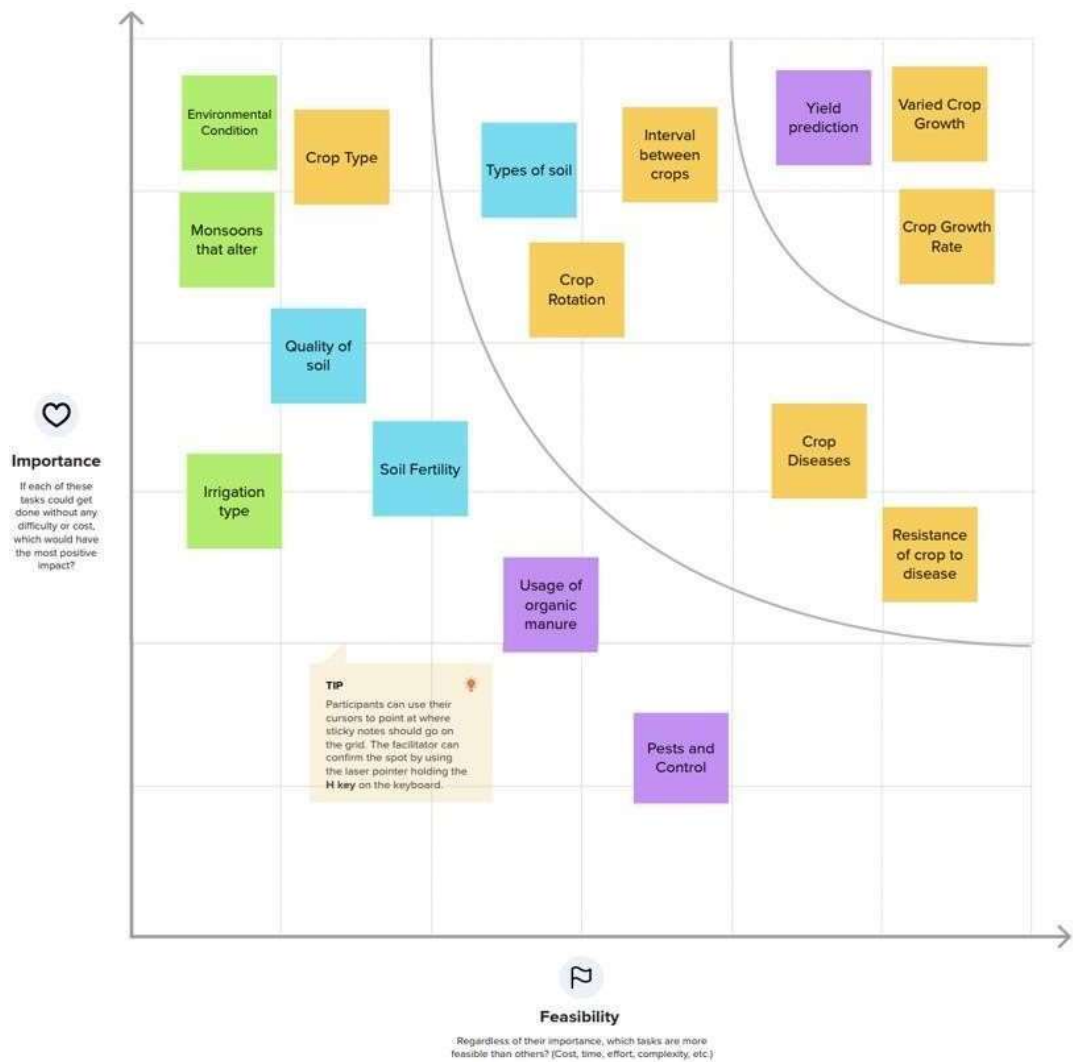 Environmental
Condition
Crop Type
Types of soil
Interval
between
crops
Yield
prediction
Varied Crop
Growth
Monsoons
that alter
Crop
Rotation
Crop Growth
Rate
Quality of
soil
Importance
If each of these
tasks could get
done without any
difficulty or cost,
which would have
the most positive
impact?
Irrigation
type
Soil Fertility
Crop
Diseases
Resistance
of crop to
disease
Usage of
organic
manure
TIP
Participants can use their
cursors to point at where
sticky notes should go on
the grid. The facilitator can
confirm the spot by using
the laser pointer holding the
H key on the keyboard.
Pests and
Control
Feasibility
Regardless of their importance, which tasks are more
feasible than others? (Cost, time, effort, complexity, etc.)